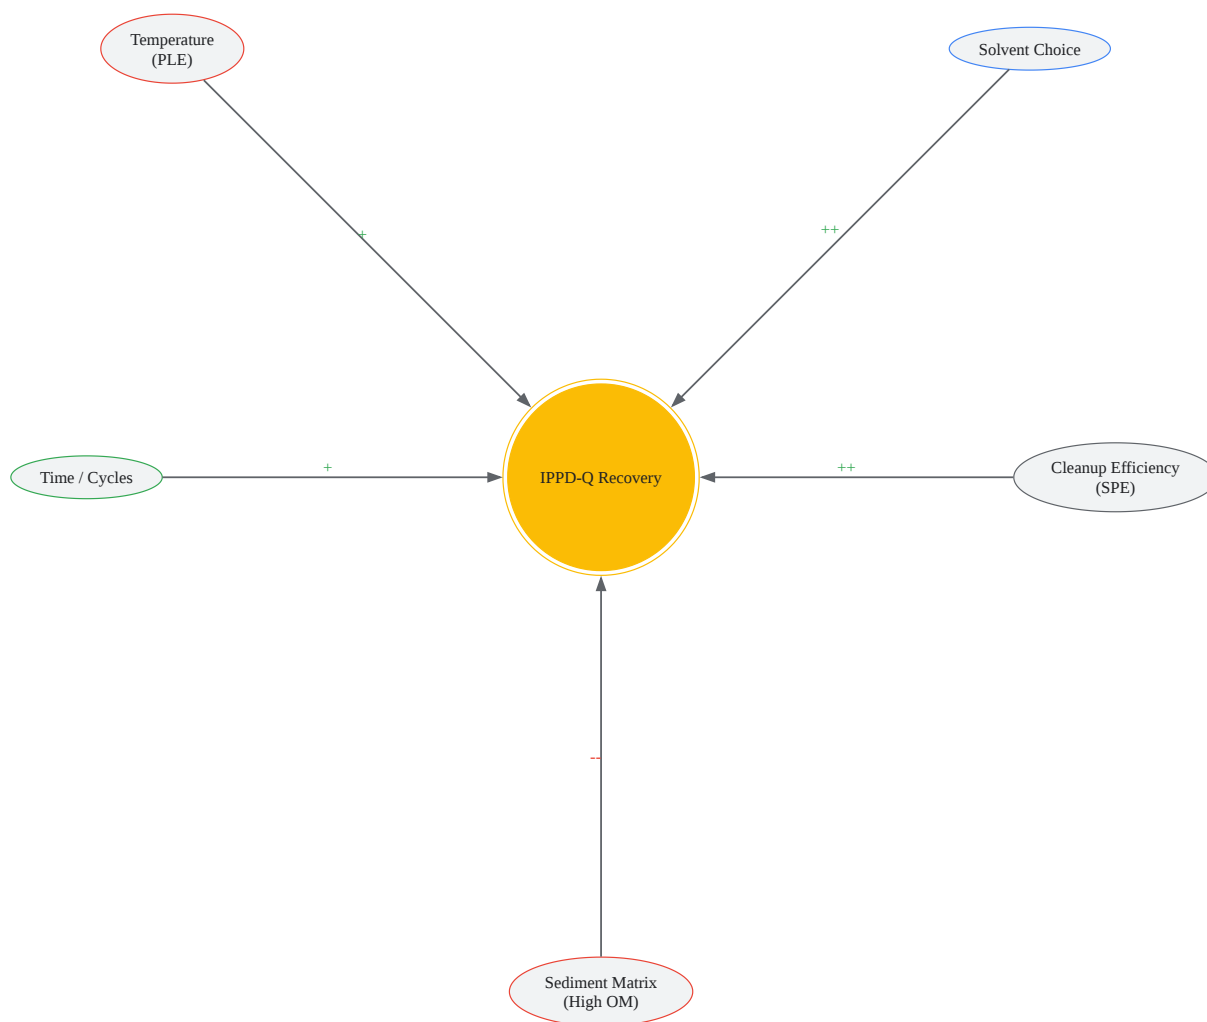 Temperature
(PLE)
Solvent Choice
+
++
Time / Cycles
+
IPPD-Q Recovery
++
Cleanup Efficiency
(SPE)
--
Sediment Matrix
(High OM)